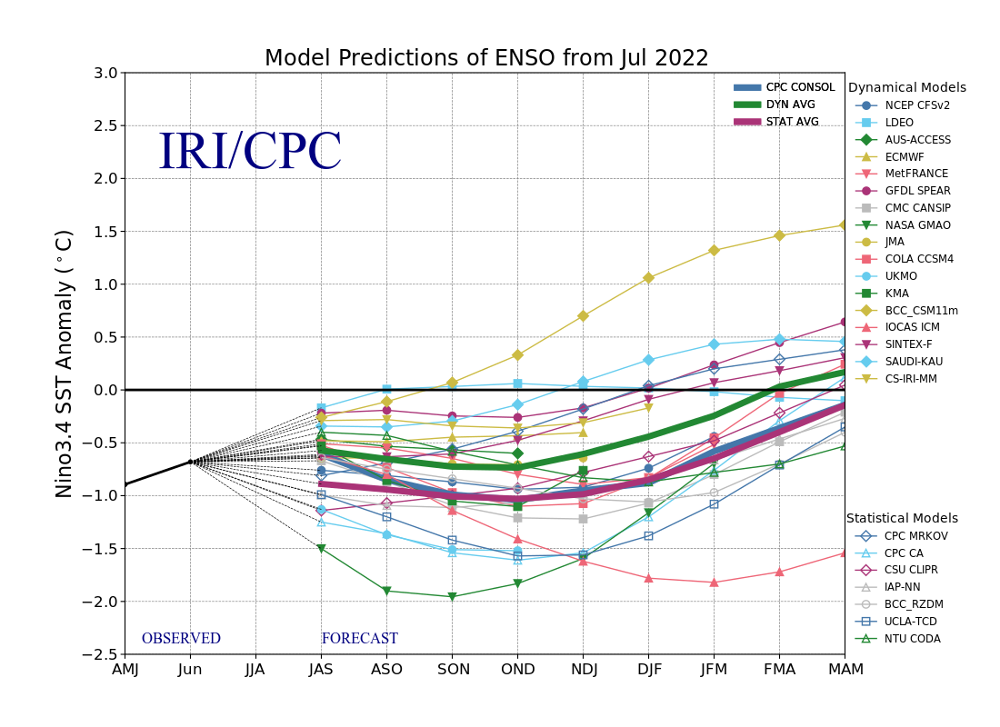 Model Predictions of ENSO from Jul 2022
Nino3.4 SST Anomaly (°C)
3.0
2.5
2.0
1.5
1.0
0.5
0.0
−0.5
−1.0
−1.5
−2.0
−2.5
IRI/CPC
CPC CONSOL
DYN AVG
STAT AVG
OBSERVED
FORECAST
AMJ
Jun
JJA
JAS
ASO
SON
OND
NDJ
DJF
JFM
FMA
MAM
Dynamical Models
NCEP CFSv2
LDEO
AUS-ACCESS
ECMWF
MetFRANCE
GFDL SPEAR
CMC CANSIP
NASA GMAO
JMA
COLA CCSM4
UKMO
KMA
BCC_CSM11m
IOCAS ICM
SINTEX-F
SAUDI-KAU
CS-IRI-MM
Statistical Models
CPC MRKOV
CPC CA
CSU CLIPR
IAP-NN
BCC_RZDM
UCLA-TCD
NTU CODA